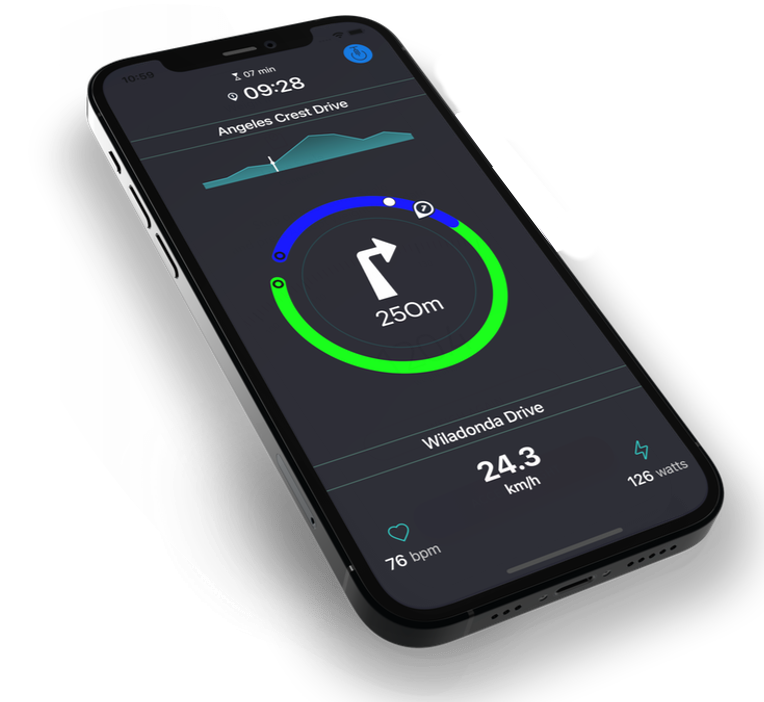 10:59
07 min
09:28
Angeles Crest Drive
250m
Wiladonda Drive
24.3
km/h
126 watts
76 bpm